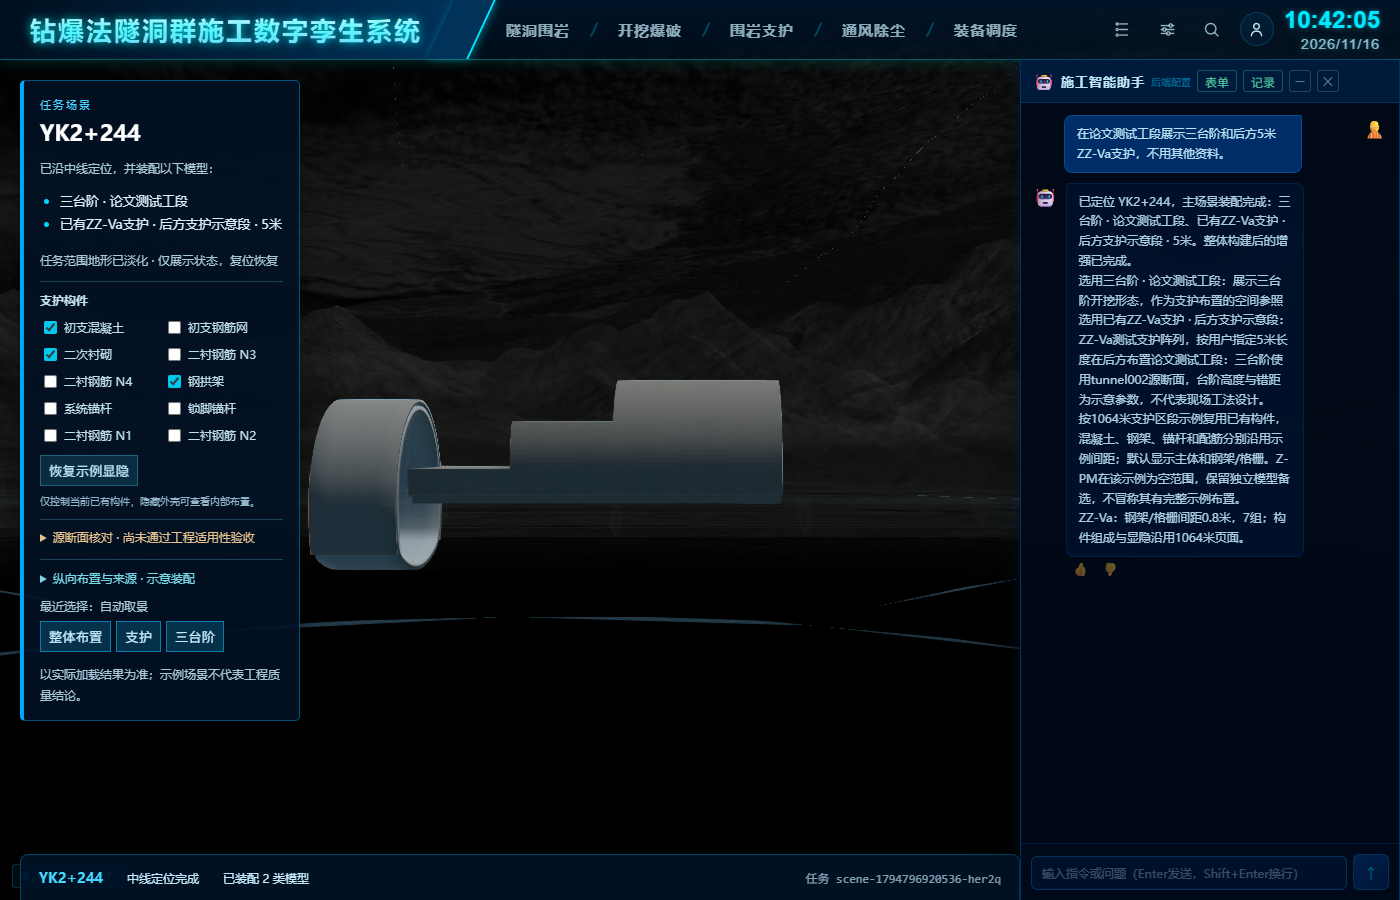 钻爆法隧洞群施工数字孪生系统
隧洞围岩 / 开挖爆破 / 围岩支护 / 通风除尘 / 装备调度
10:42:05
2026/11/16
任务场景
YK2+244
已沿中线定位，并装配以下模型：
三台阶 · 论文测试工段
已有ZZ-Va支护 · 后方支护示意段 · 5米
任务范围地形已淡化 · 仅展示状态，复位恢复
支护构件
初支混凝土 初支钢筋网
二次衬砌 二衬钢筋 N3
二衬钢筋 N4 钢拱架
系统锚杆 锁脚锚杆
二衬钢筋 N1 二衬钢筋 N2
恢复示例显隐
仅控制当前已有构件，隐藏外壳可查看内部布置。
源断面核对 · 尚未通过工程适用性验收
纵向布置与来源 · 示意装配
最近选择：自动取景
整体布置 支护 三台阶
以实际加载结果为准；示例场景不代表工程质
量结论。
施工智能助手 后端配置 表单 记录
在论文测试工段展示三台阶和后方5米
ZZ-Va支护，不用其他资料。
已定位 YK2+244，主场景装配完成：三
台阶 · 论文测试工段、已有ZZ-Va支护 ·
后方支护示意段 · 5米。整体构建后的增
强已完成。
选用三台阶 · 论文测试工段：展示三台
阶开挖形态，作为支护布置的空间参照
选用已有ZZ-Va支护 · 后方支护示意段：
ZZ-Va测试支护阵列，按用户指定5米长
度在后方布置论文测试工段：三台阶使
用tunnel002源断面，台阶高度与错距
为示意参数，不代表现场工法设计。
按1064米支护区段示例复用已有构件，
混凝土、钢架、锚杆和配筋分别沿用示
例间距；默认显示主体和钢架/格栅。Z-
PM在该示例为空范围，保留独立模型备
选，不冒称其有完整示例布置。
ZZ-Va：钢架/格栅间距0.8米，7组；构
件组成与显隐沿用1064米页面。
输入指令或问题（Enter发送，Shift+Enter换行）
YK2+244 中线定位完成 已装配 2 类模型 任务 scene-1794796920536-her2q